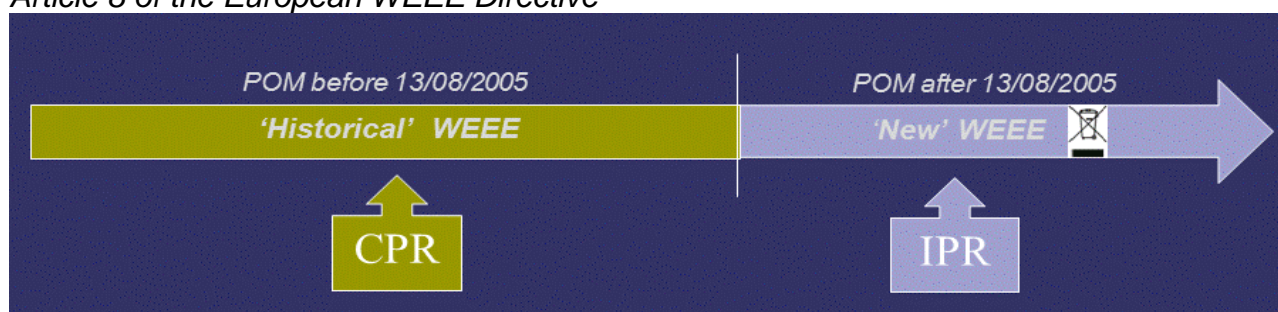 Article 8 of the European WEEE Directive
POM before 13/08/2005
POM after 13/08/2005
‘Historical’ WEEE
‘New’ WEEE
CPR
IPR